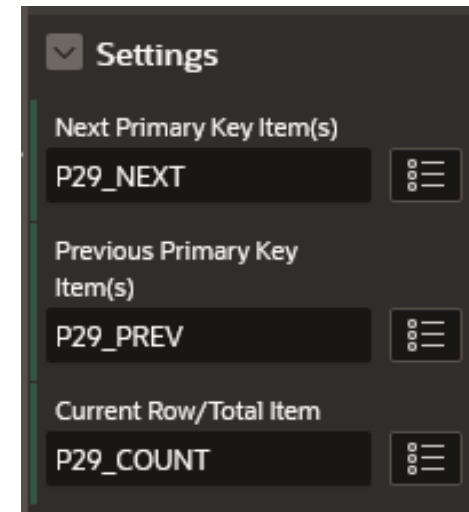 Settings
Next Primary Key Item(s)
P29_NEXT
Previous Primary Key
Item(s)
P29_PREV
Current Row/Total Item
P29_COUNT